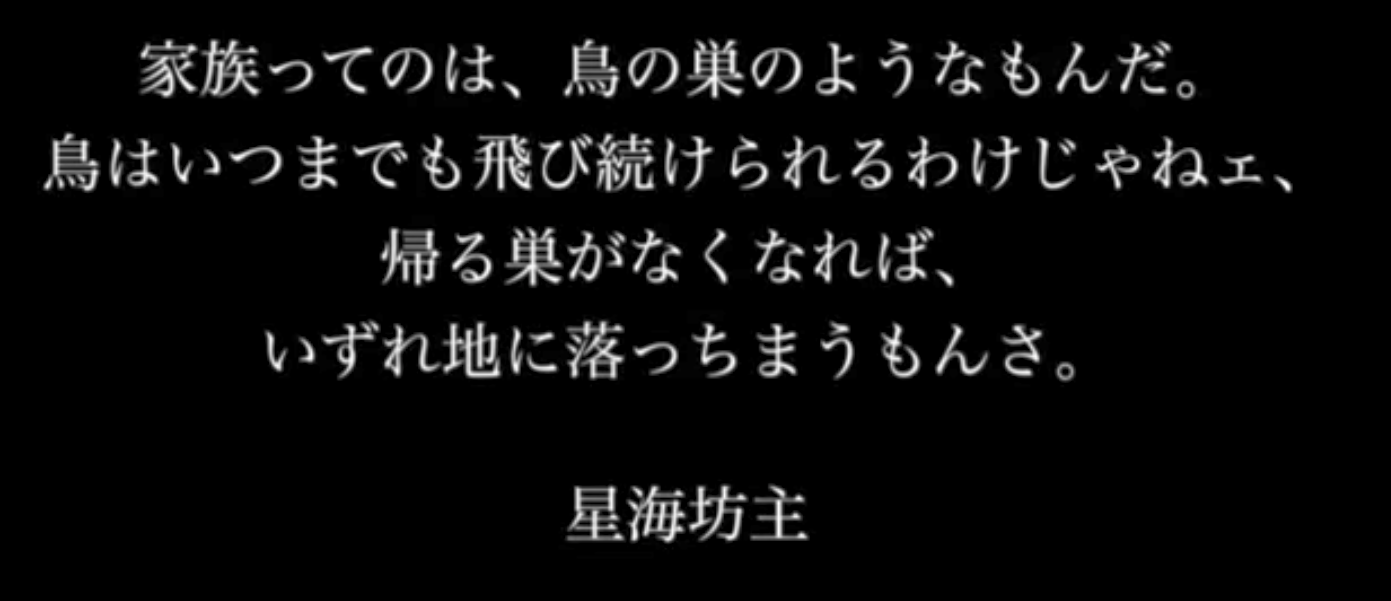 家族ってのは、鳥の巣のようなもんだ。
鳥はいつまでも飛び続けられるわけじゃねェ、
帰る巣がなくなれば、
いずれ地に落っちまうもんさ。
星海坊主